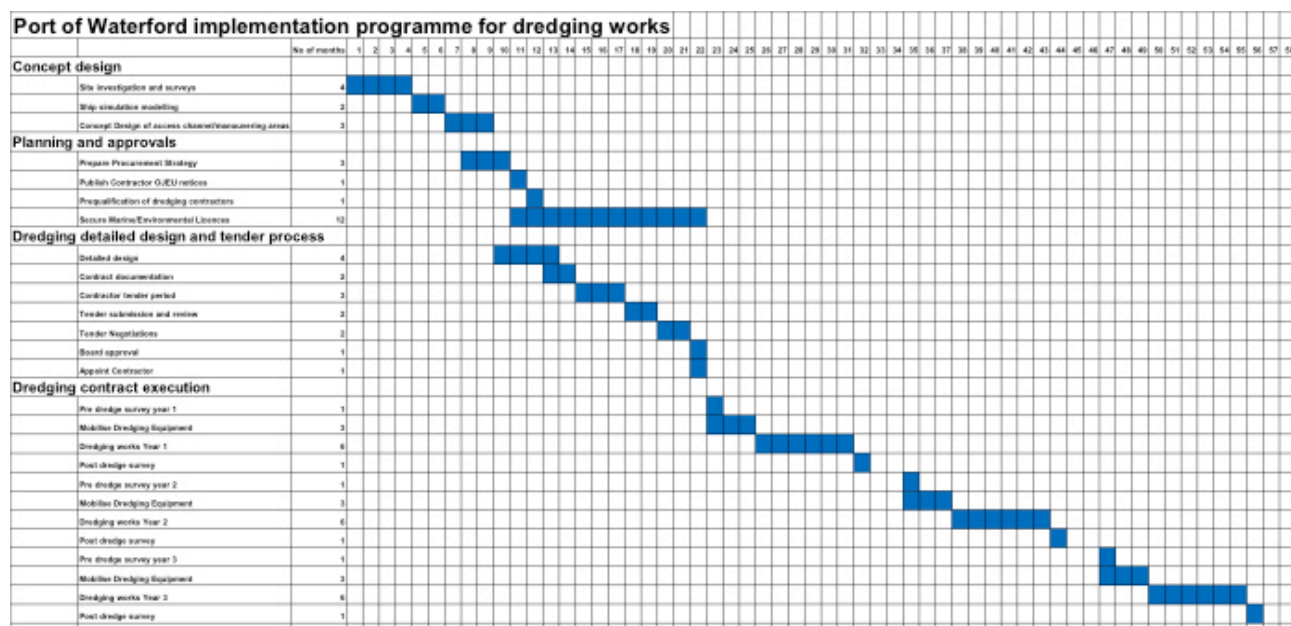 Port of Waterford implementation programme for dredging works
No of months 1 2 3 4 5 6 7 8 9 10 11 12 13 14 15 16 17 18 19 20 21 22 23 24 25 26 27 28 29 30 31 32 33 34 35 36 37 38 39 40 41 42 43 44 45 46 47 48 49 50 51 52 53 54 55 56 57
Concept design
Site investigation and surveys 4
Ship simulation modelling 2
Concept Design of access channel/manouvering areas 3
Planning and approvals
Prepare Procurement Strategy 3
Publish Contractor OJEU notices 1
Prequalification of dredging contractors 1
Secure Marine/Environmental Licences 12
Dredging detailed design and tender process
Detailed design 4
Contract documentation 2
Contractor tender period 3
Tender submission and review 2
Tender Negotiations 2
Board approval 1
Appoint Contractor 1
Dredging contract execution
Pre dredge survey year 1 1
Mobilise Dredging Equipment 3
Dredging works Year 1 6
Post dredge survey 1
Pre dredge survey year 2 1
Mobilise Dredging Equipment 3
Dredging works Year 2 6
Post dredge survey 1
Pre dredge survey year 3 1
Mobilise Dredging Equipment 3
Dredging works Year 3 6
Post dredge survey 1